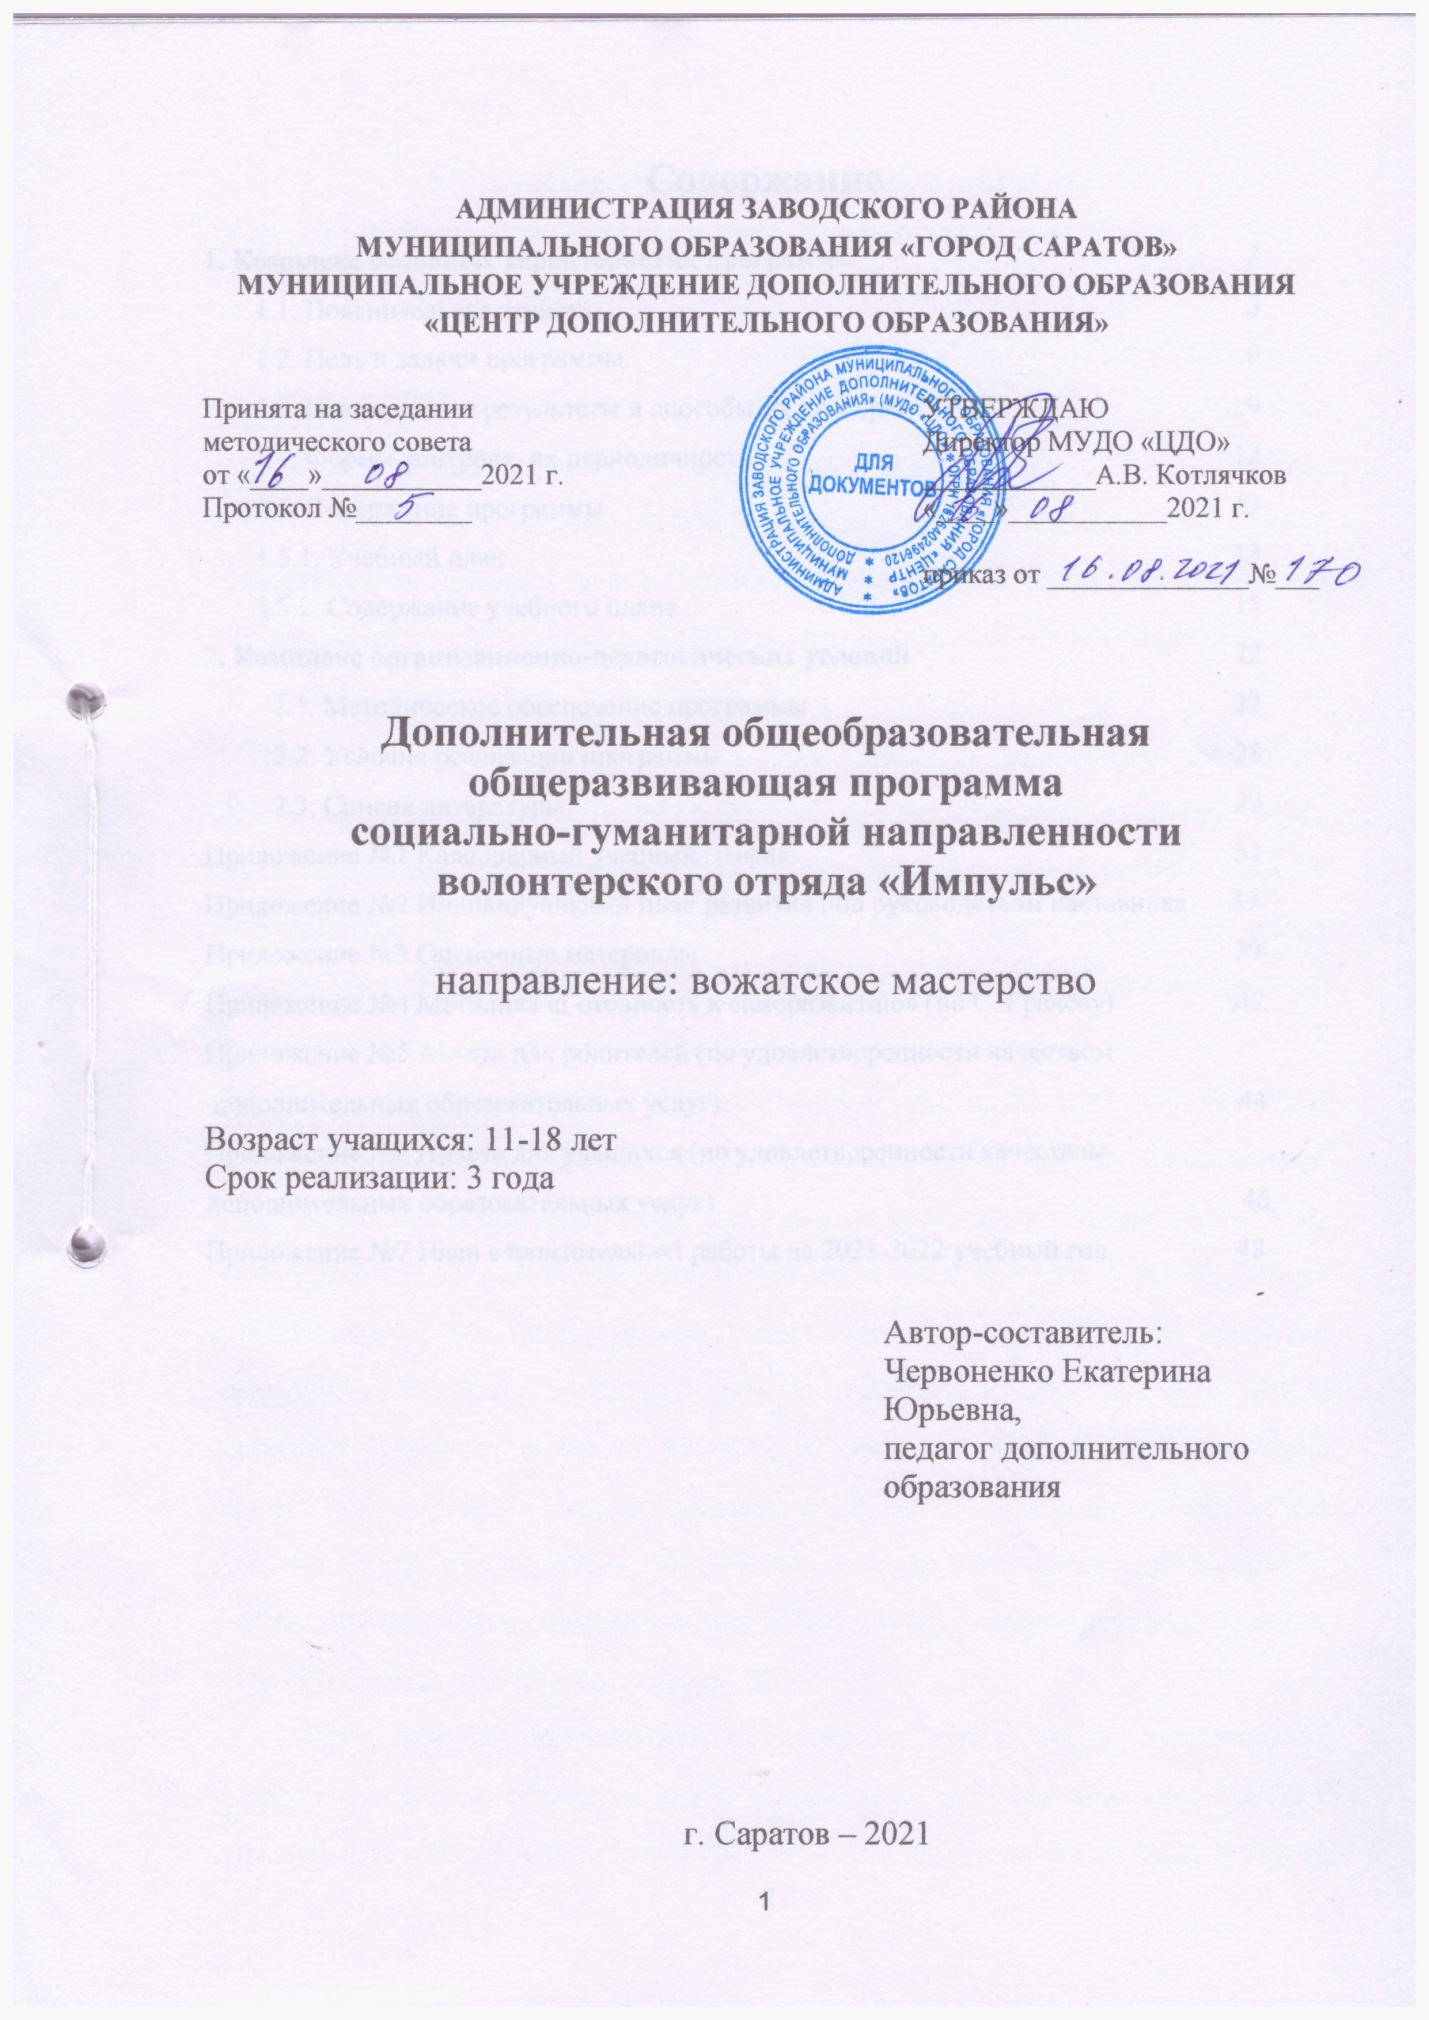 АДМИНИСТРАЦИЯ ЗАВОДСКОГО РАЙОНА
МУНИЦИПАЛЬНОГО ОБРАЗОВАНИЯ «ГОРОД САРАТОВ»
МУНИЦИПАЛЬНОЕ УЧРЕЖДЕНИЕ ДОПОЛНИТЕЛЬНОГО ОБРАЗОВАНИЯ
«ЦЕНТР ДОПОЛНИТЕЛЬНОГО ОБРАЗОВАНИЯ»
Принята на заседании
методического совета
от «16» 08 2021 г.
Протокол № 5
УТВЕРЖДАЮ
Директор МУДО «ЦДО»
А.В. Котлячков
« » 08 2021 г.
приказ от 16.08.2021 № 170
ДЛЯ
ДОКУМЕНТОВ
Дополнительная общеобразовательная
общеразвивающая программа
социально-гуманитарной направленности
волонтерского отряда «Импульс»
направление: вожатское мастерство
Возраст учащихся: 11-18 лет
Срок реализации: 3 года
Автор-составитель:
Червоненко Екатерина
Юрьевна,
педагог дополнительного
образования
г. Саратов – 2021
1